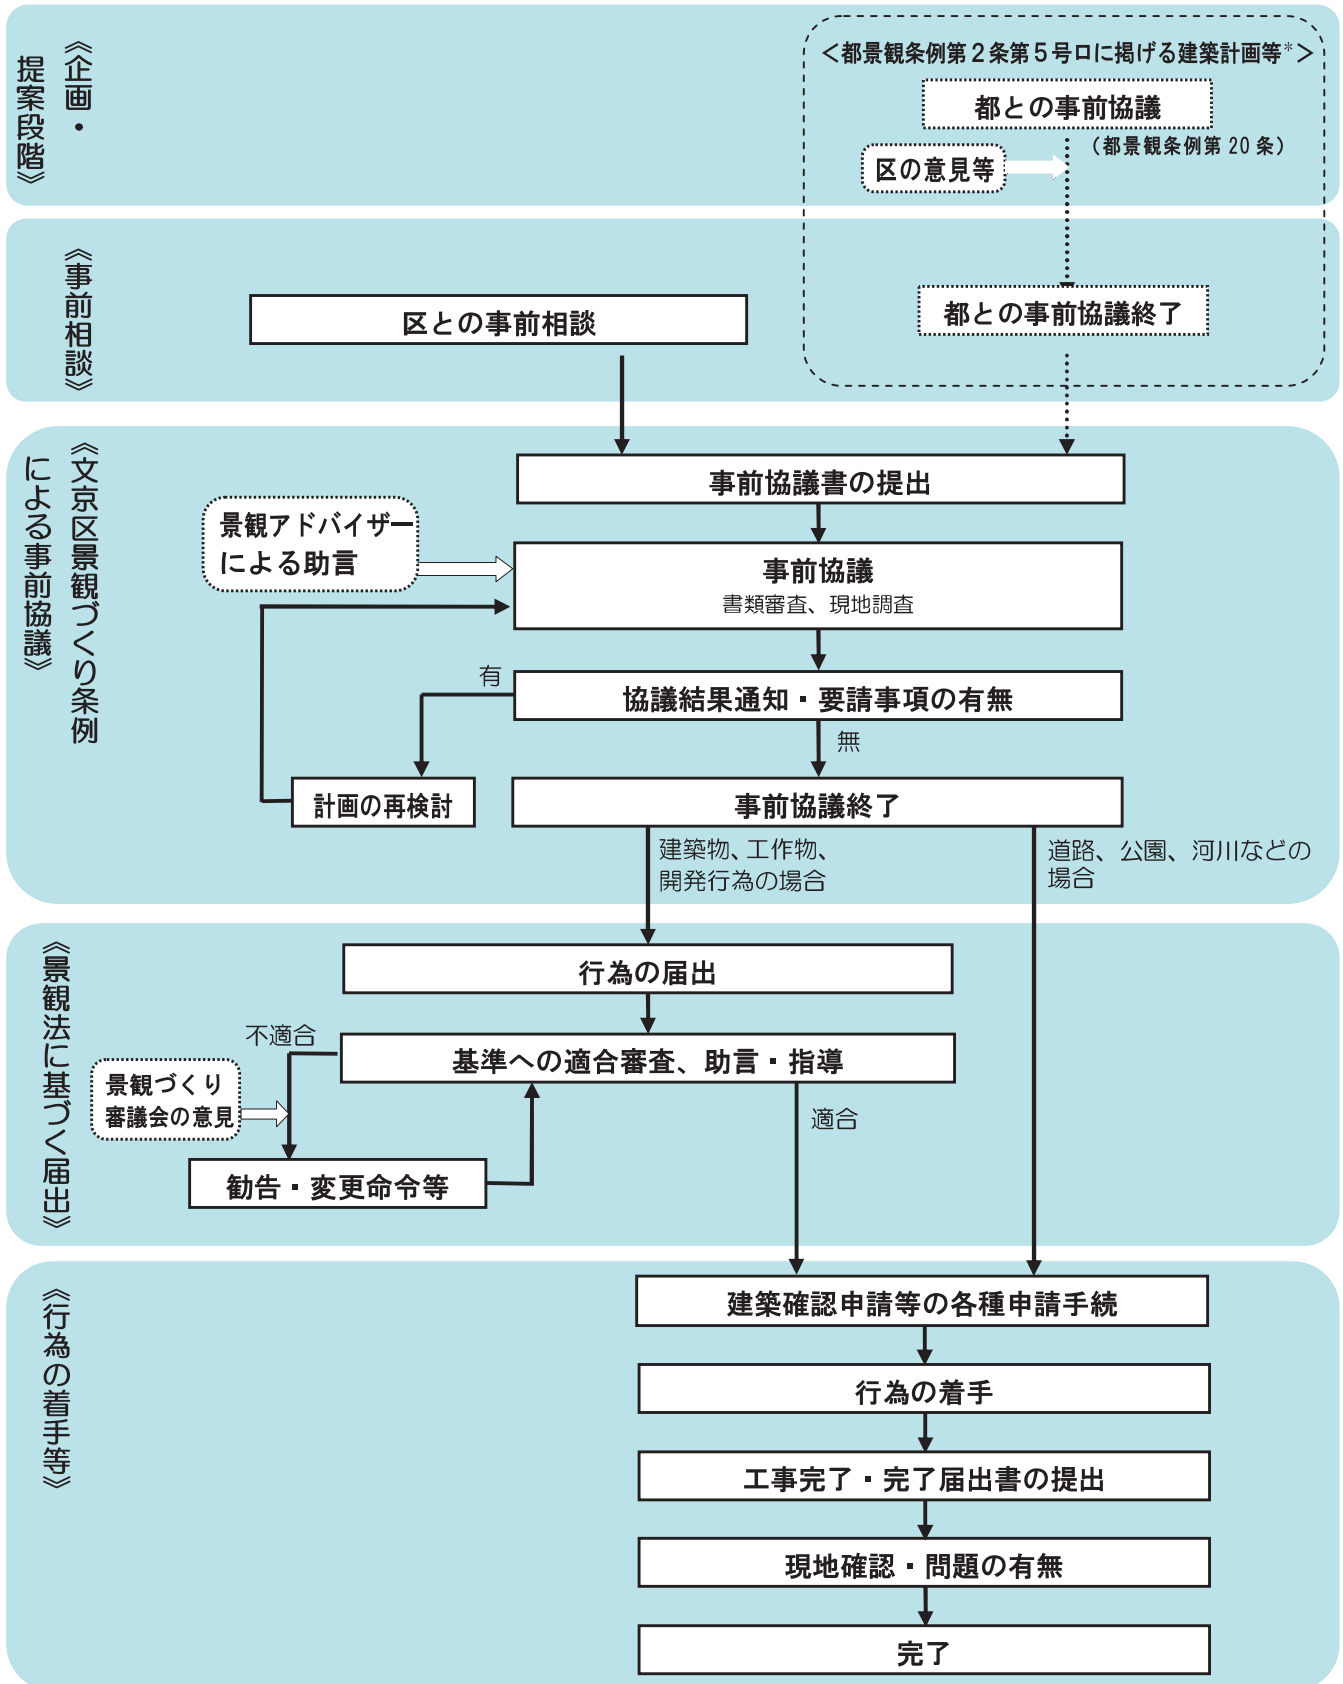 《企画・
提案段階》
＜都景観条例第２条第５号ロに掲げる建築計画等*＞
都との事前協議
（都景観条例第 20 条）
区の意見等
《事前相談》
区との事前相談
都との事前協議終了
《文京区景観づくり条例
による事前協議》
事前協議書の提出
景観アドバイザー
による助言
事前協議
書類審査、現地調査
有
協議結果通知・要請事項の有無
無
計画の再検討
事前協議終了
建築物、工作物、
開発行為の場合
道路、公園、河川などの
場合
《景観法に基づく届出》
行為の届出
不適合
基準への適合審査、助言・指導
景観づくり
審議会の意見
適合
勧告・変更命令等
《行為の着手等》
建築確認申請等の各種申請手続
行為の着手
工事完了・完了届出書の提出
現地確認・問題の有無
完了